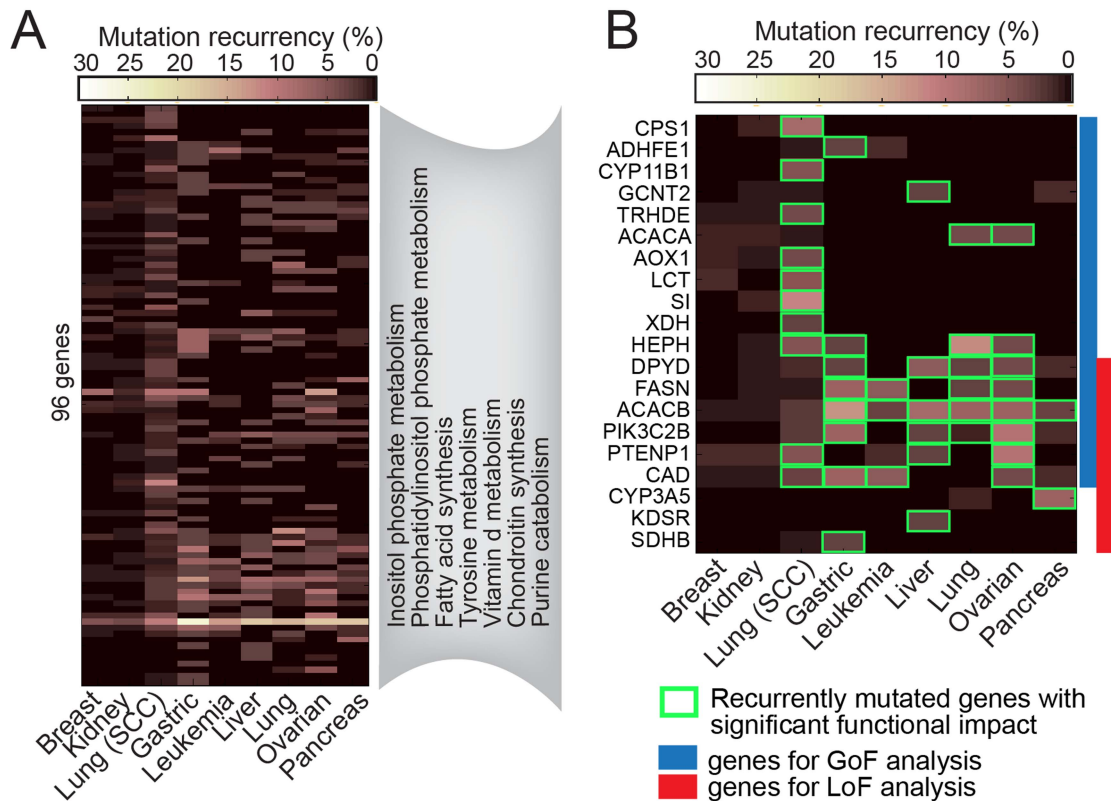 A
Mutation recurrency (%)
30 25 20 15 10 5 0
96 genes
Inositol phosphate metabolism
Phosphatidylinositol phosphate metabolism
Fatty acid synthesis
Tyrosine metabolism
Vitamin d metabolism
Chondroitin synthesis
Purine catabolism
Breast
Kidney
Lung (SCC)
Gastric
Leukemia
Liver
Lung
Ovarian
Pancreas
B
Mutation recurrency (%)
30 25 20 15 10 5 0
CPS1
ADHFE1
CYP11B1
GCNT2
TRHDE
ACACA
AOX1
LCT
SI
XDH
HEPH
DPYD
FASN
ACACB
PIK3C2B
PTENP1
CAD
CYP3A5
KDSR
SDHB
Breast
Kidney
Lung (SCC)
Gastric
Leukemia
Liver
Lung
Ovarian
Pancreas
Recurrently mutated genes with
significant functional impact
genes for GoF analysis
genes for LoF analysis